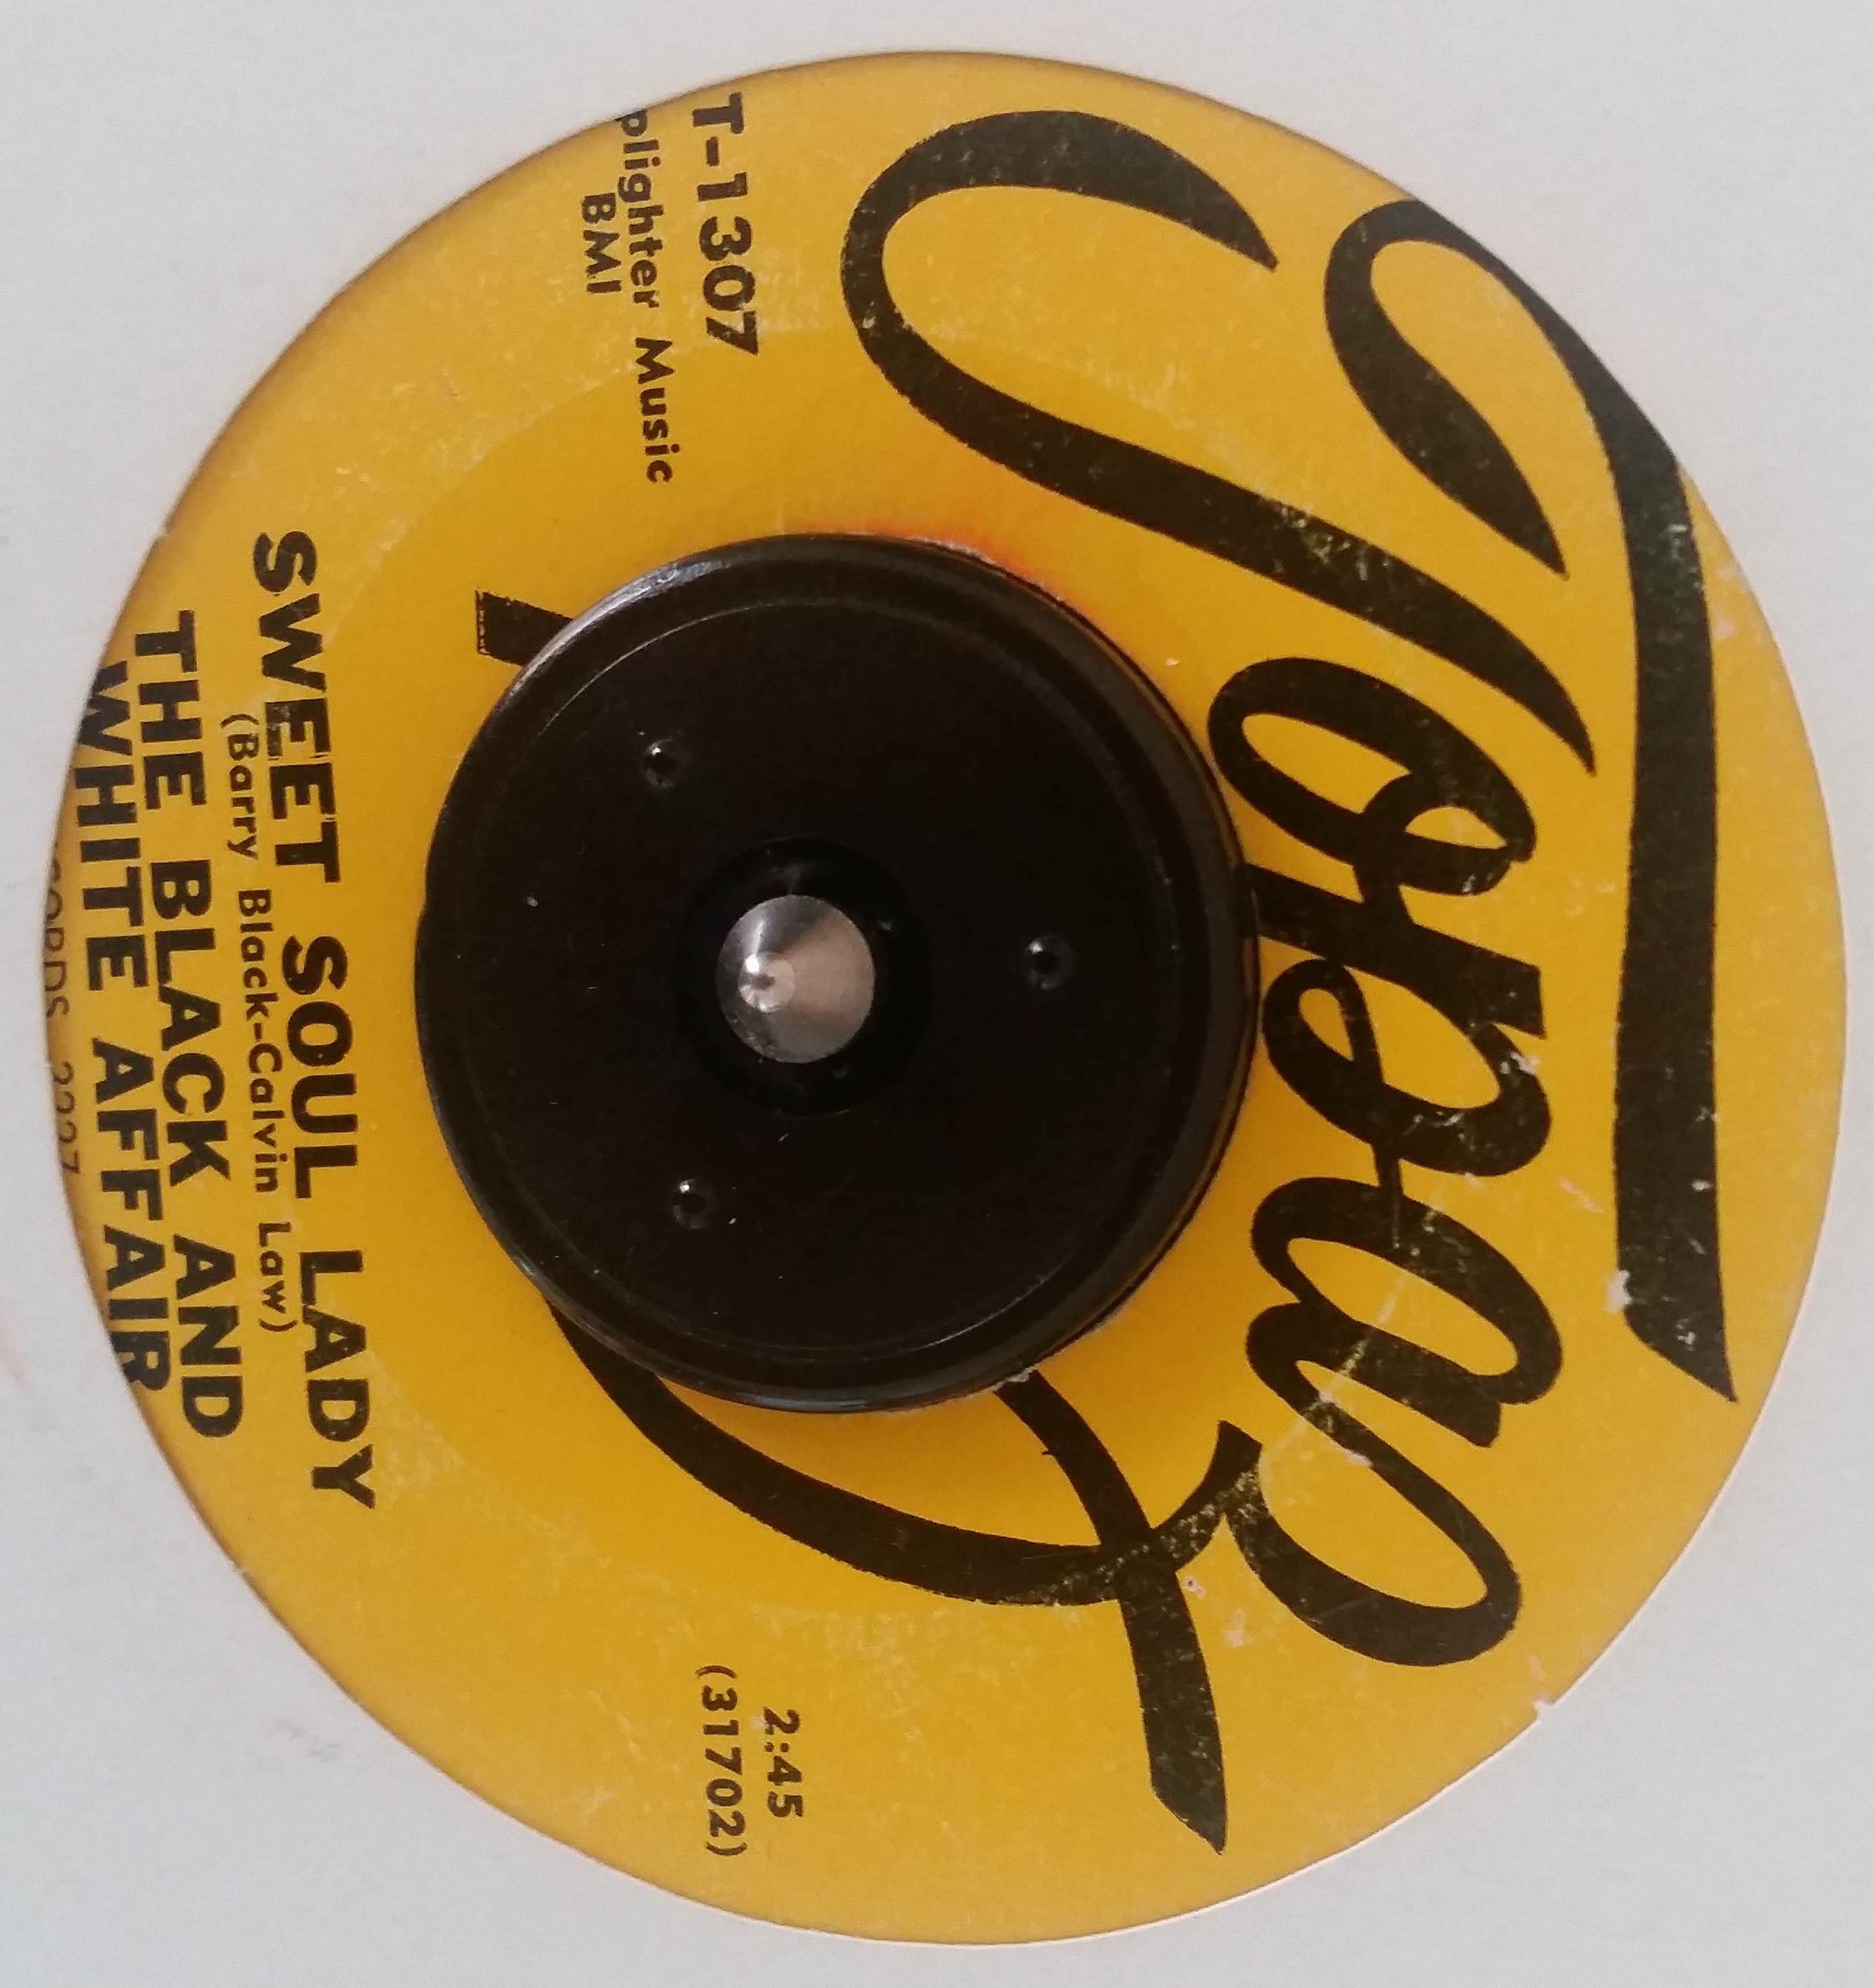 Topaz
T-1307
plighter Music
BMI
2:45
(31702)
SWEET SOUL LADY
(Barry Black-Calvin Law)
THE BLACK AND
WHITE AFFAIR